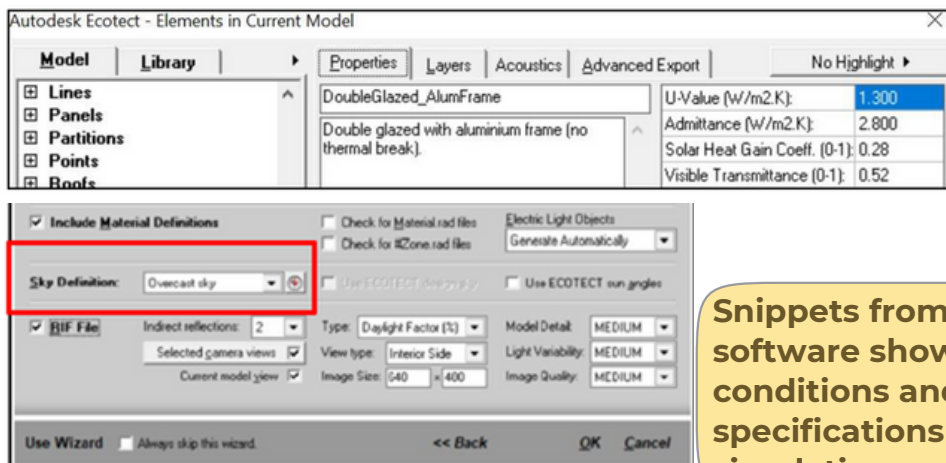 Autodesk Ecotect - Elements in Current Model
Model Library Properties Layers Acoustics Advanced Export No Highlight
Lines DoubleGlazed_AlumFrame U-Value (W/m2.K): 1.300
Panels Double glazed with aluminium frame (no Admittance (W/m2.K): 2.800
Partitions thermal break). Solar Heat Gain Coeff. (0-1): 0.28
Points Visible Transmittance (0-1): 0.52
Roofs
Include Material Definitions Check for Material.rad files Electric Light Objects
Check for #Zone.rad files Generate Automatically
Sky Definition: Overcast sky Use ECOTECT Use ECOTECT sun angles
RIF File Indirect reflections: 2 Type: Daylight Factor (%) Model Detail: MEDIUM
Selected camera views View type: Interior Side Light Variability: MEDIUM
Current model view Image Size: 640 x 400 Image Quality: MEDIUM
Use Wizard Always skip this wizard. << Back OK Cancel
Snippets from
software show
conditions and
specifications